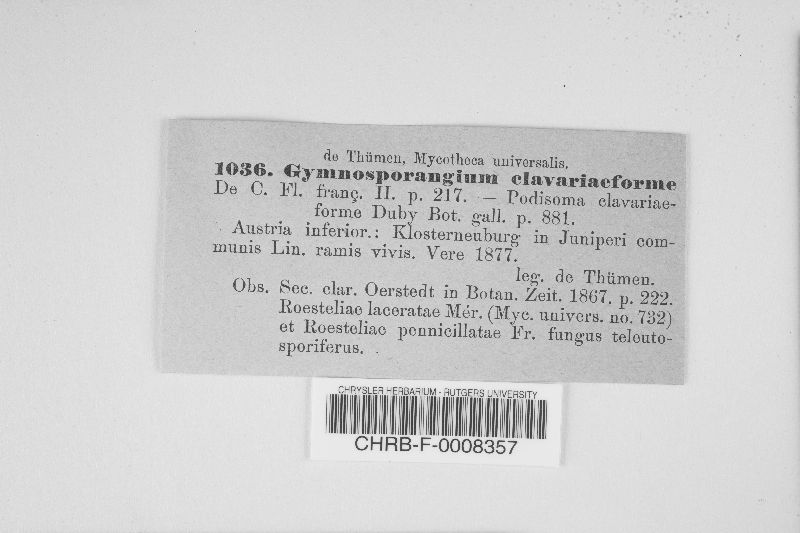 de Thümen, Mycotheca universalis.
1036. Gymnosporangium clavariaeforme
De C. Fl. franç. II. p. 217. — Podisoma clavariae-
forme Duby Bot. gall. p. 881.
Austria inferior.: Klosterneuburg in Juniperi com-
munis Lin. ramis vivis. Vere 1877.
leg. de Thümen.
Obs. Sec. clar. Oerstedt in Botan. Zeit. 1867. p. 222.
Roesteliae laceratae Mér. (Myc. univers. no. 732)
et Roesteliae pennicillatae Fr. fungus teleuto-
sporiferus.
CHRYSLER HERBARIUM - RUTGERS UNIVERSITY
CHRB-F-0008357